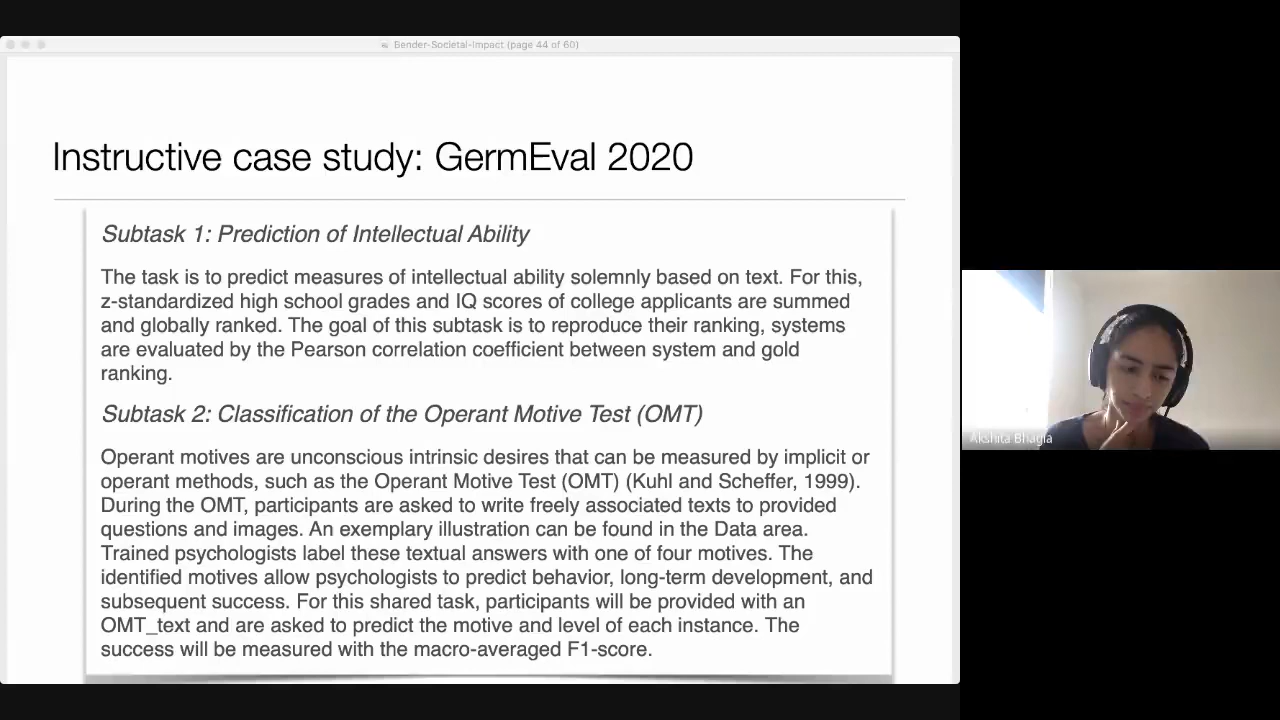 Bender-Societal-Impact (page 44 of 60)
Instructive case study: GermEval 2020
Subtask 1: Prediction of Intellectual Ability
The task is to predict measures of intellectual ability solemnly based on text. For this,
z-standardized high school grades and IQ scores of college applicants are summed
and globally ranked. The goal of this subtask is to reproduce their ranking, systems
are evaluated by the Pearson correlation coefficient between system and gold
ranking.
Subtask 2: Classification of the Operant Motive Test (OMT)
Operant motives are unconscious intrinsic desires that can be measured by implicit or
operant methods, such as the Operant Motive Test (OMT) (Kuhl and Scheffer, 1999).
During the OMT, participants are asked to write freely associated texts to provided
questions and images. An exemplary illustration can be found in the Data area.
Trained psychologists label these textual answers with one of four motives. The
identified motives allow psychologists to predict behavior, long-term development, and
subsequent success. For this shared task, participants will be provided with an
OMT_text and are asked to predict the motive and level of each instance. The
success will be measured with the macro-averaged F1-score.
Akshita Bhagia